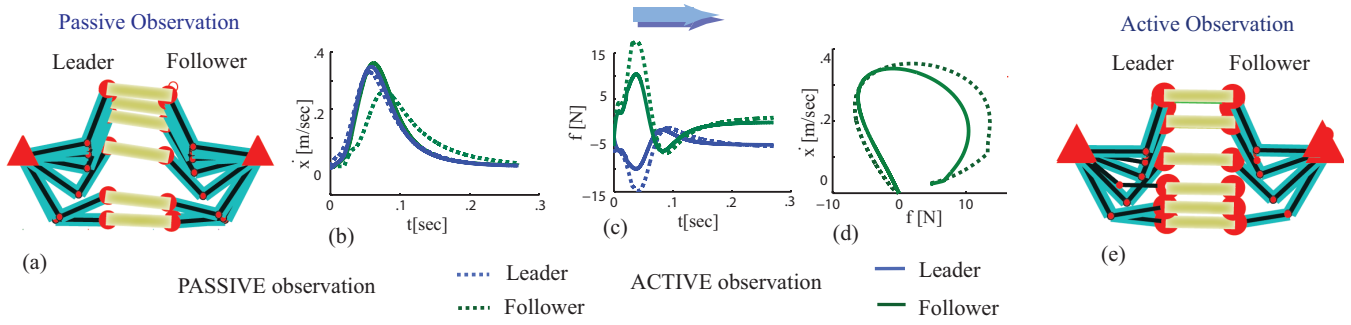 Passive Observation
Leader Follower
(a)
.4
.2
0
ẋ [m/sec]
0 .1 .2 .3
t[sec]
(b)
15
5
−5
−15
f [N]
0 .1 .2 .3
t[sec]
(c)
.4
.2
0
ẋ [m/sec]
−10 0 10
f [N]
(d)
Active Observation
Leader Follower
(e)
PASSIVE observation
Leader
Follower
ACTIVE observation
Leader
Follower